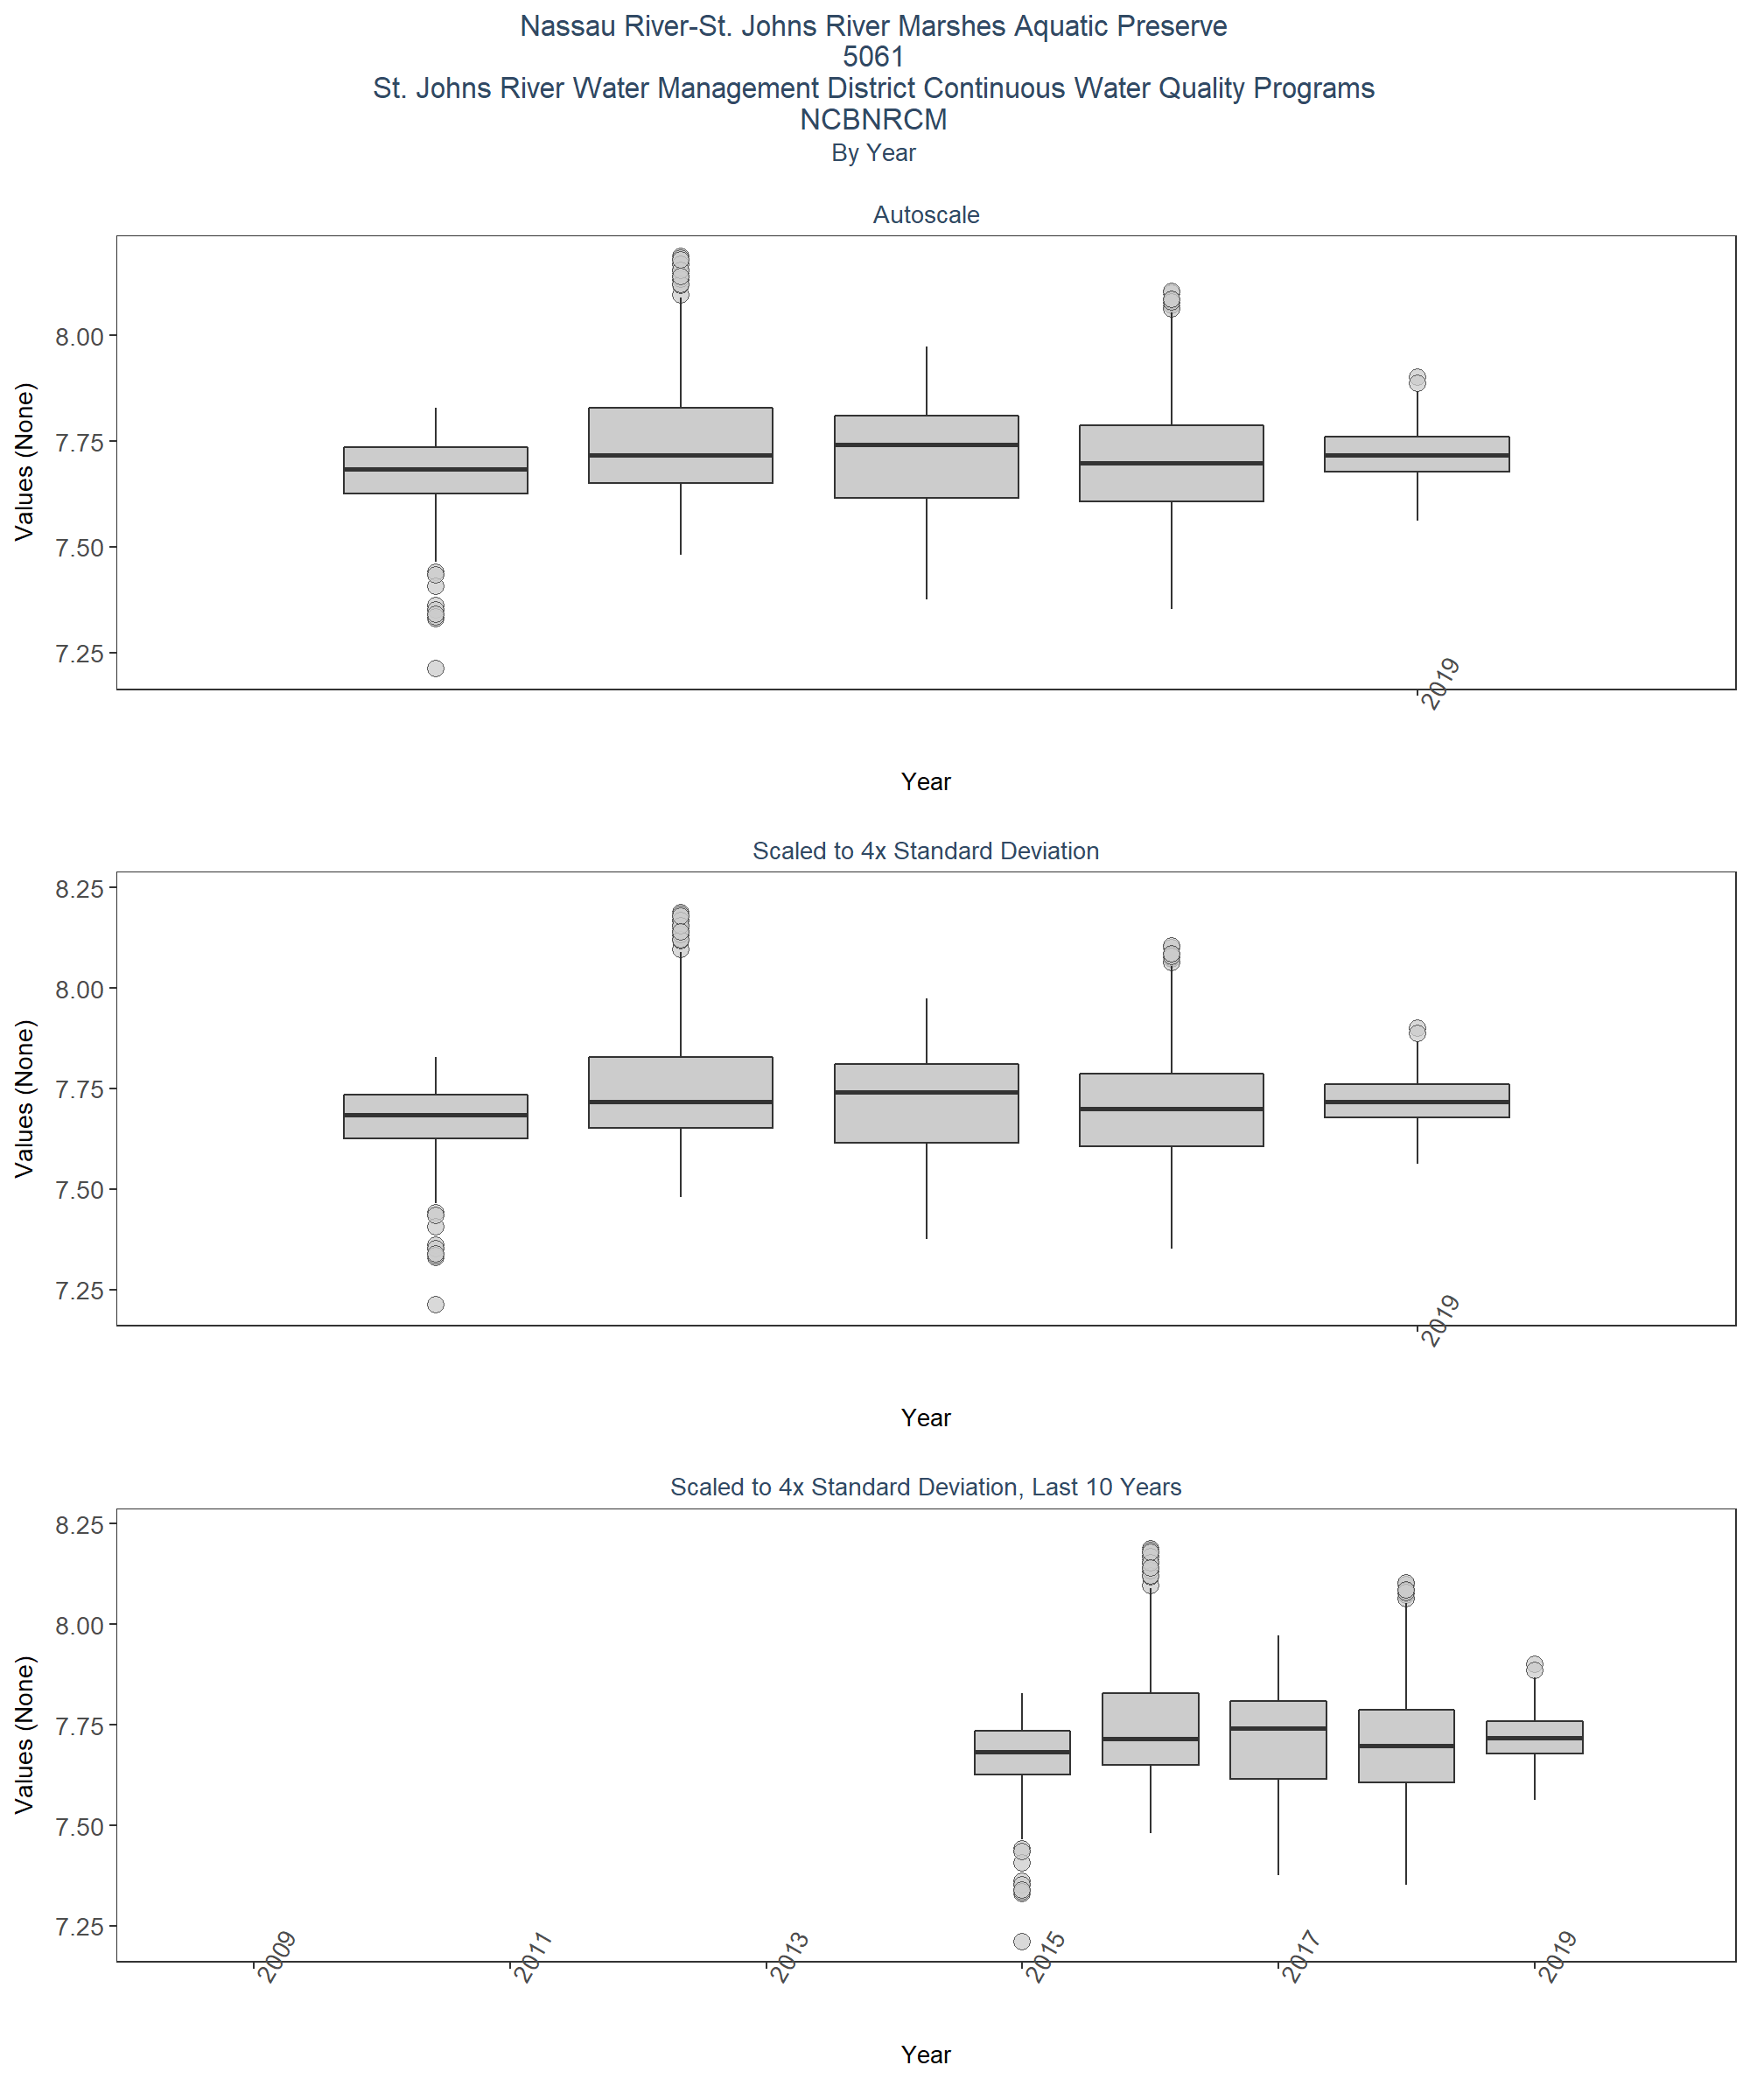 Nassau River-St. Johns River Marshes Aquatic Preserve
5061
St. Johns River Water Management District Continuous Water Quality Programs
NCBNRCM
By Year
Autoscale
Values (None)
8.00
7.75
7.50
7.25
2019
Year
Scaled to 4x Standard Deviation
Values (None)
8.25
8.00
7.75
7.50
7.25
2019
Year
Scaled to 4x Standard Deviation, Last 10 Years
Values (None)
8.25
8.00
7.75
7.50
7.25
2009 2011 2013 2015 2017 2019
Year